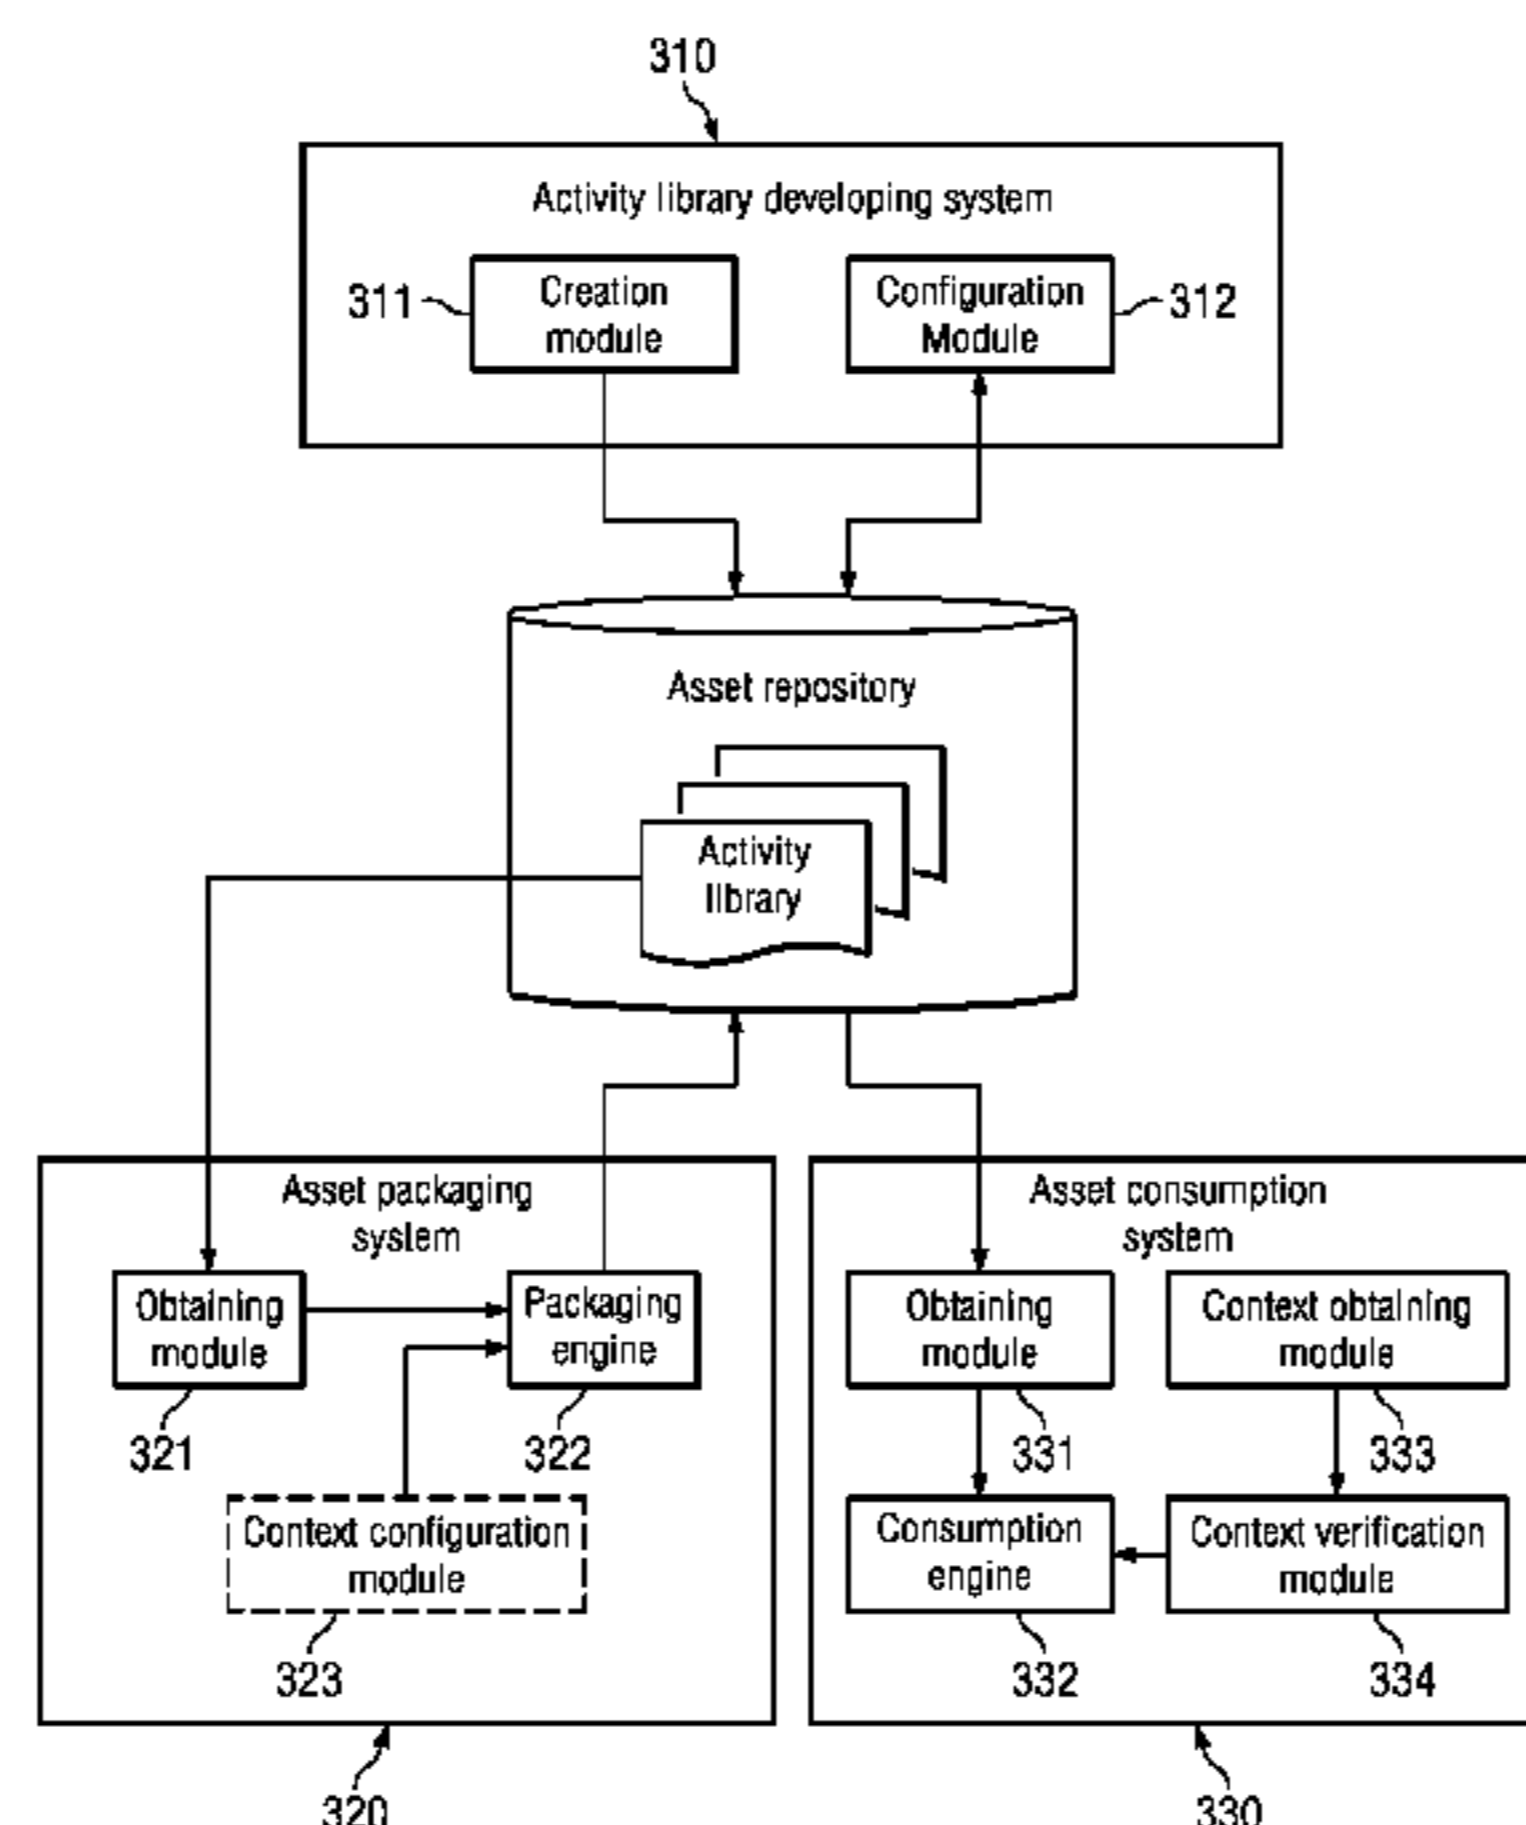 310
Activity library developing system
311
Creation
module
Configuration
Module
312
Asset repository
Activity
library
Asset packaging
system
Obtaining
module
321
Packaging
engine
322
Context configuration
module
323
320
Asset consumption
system
Obtaining
module
331
Context obtaining
module
333
Consumption
engine
332
Context verification
module
334
330